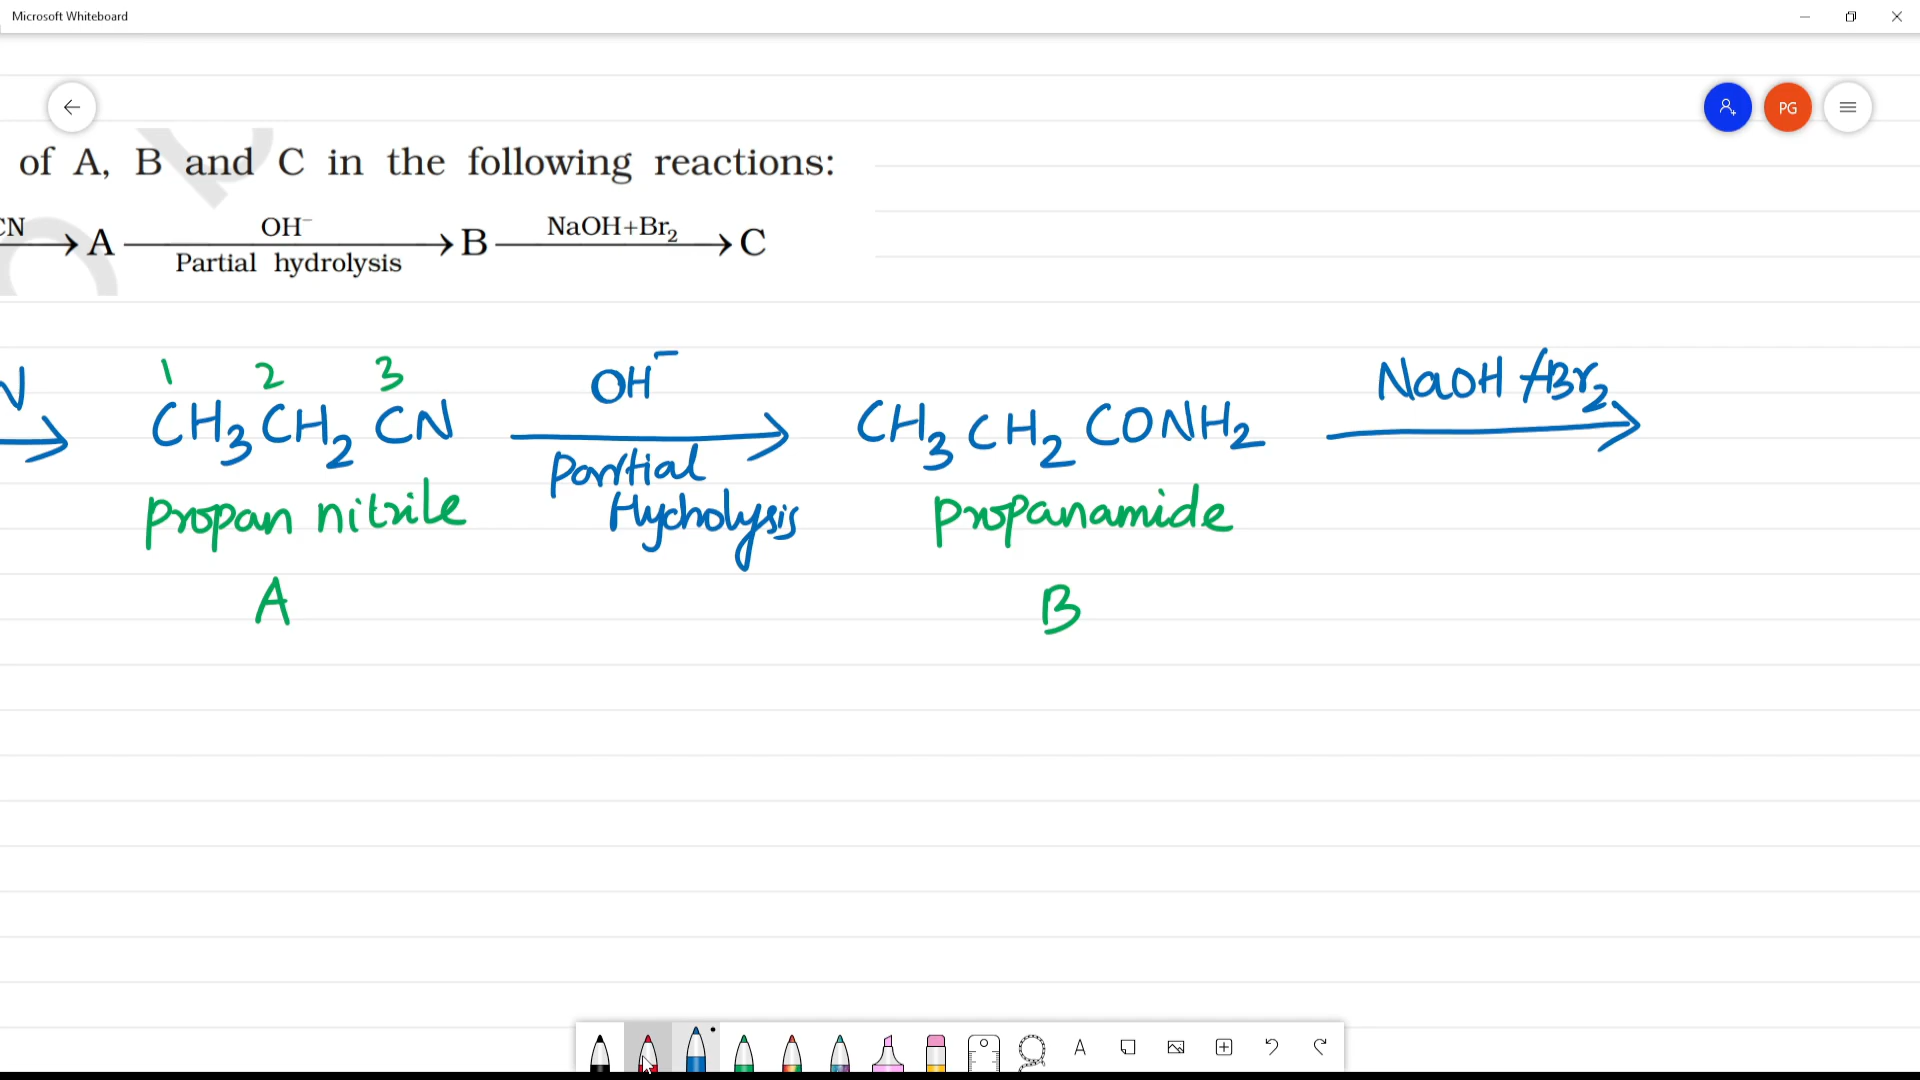 Microsoft Whiteboard
PG
of A, B and C in the following reactions:
CN → A OH⁻ Partial hydrolysis → B NaOH+Br₂ → C
1 2 3
CH₃CH₂CN OH⁻ → CH₃CH₂CONH₂ NaOH/Br₂ →
Partial
Hydrolysis
Propan nitrile
Propanamide
A B
A